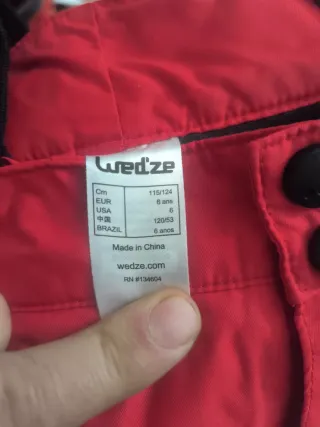 Wed'ze
Cm 115/124
EUR 6 ans
USA 6
中国 120/53
BRAZIL 6 anos
Made in China
wedze.com
RN #134604